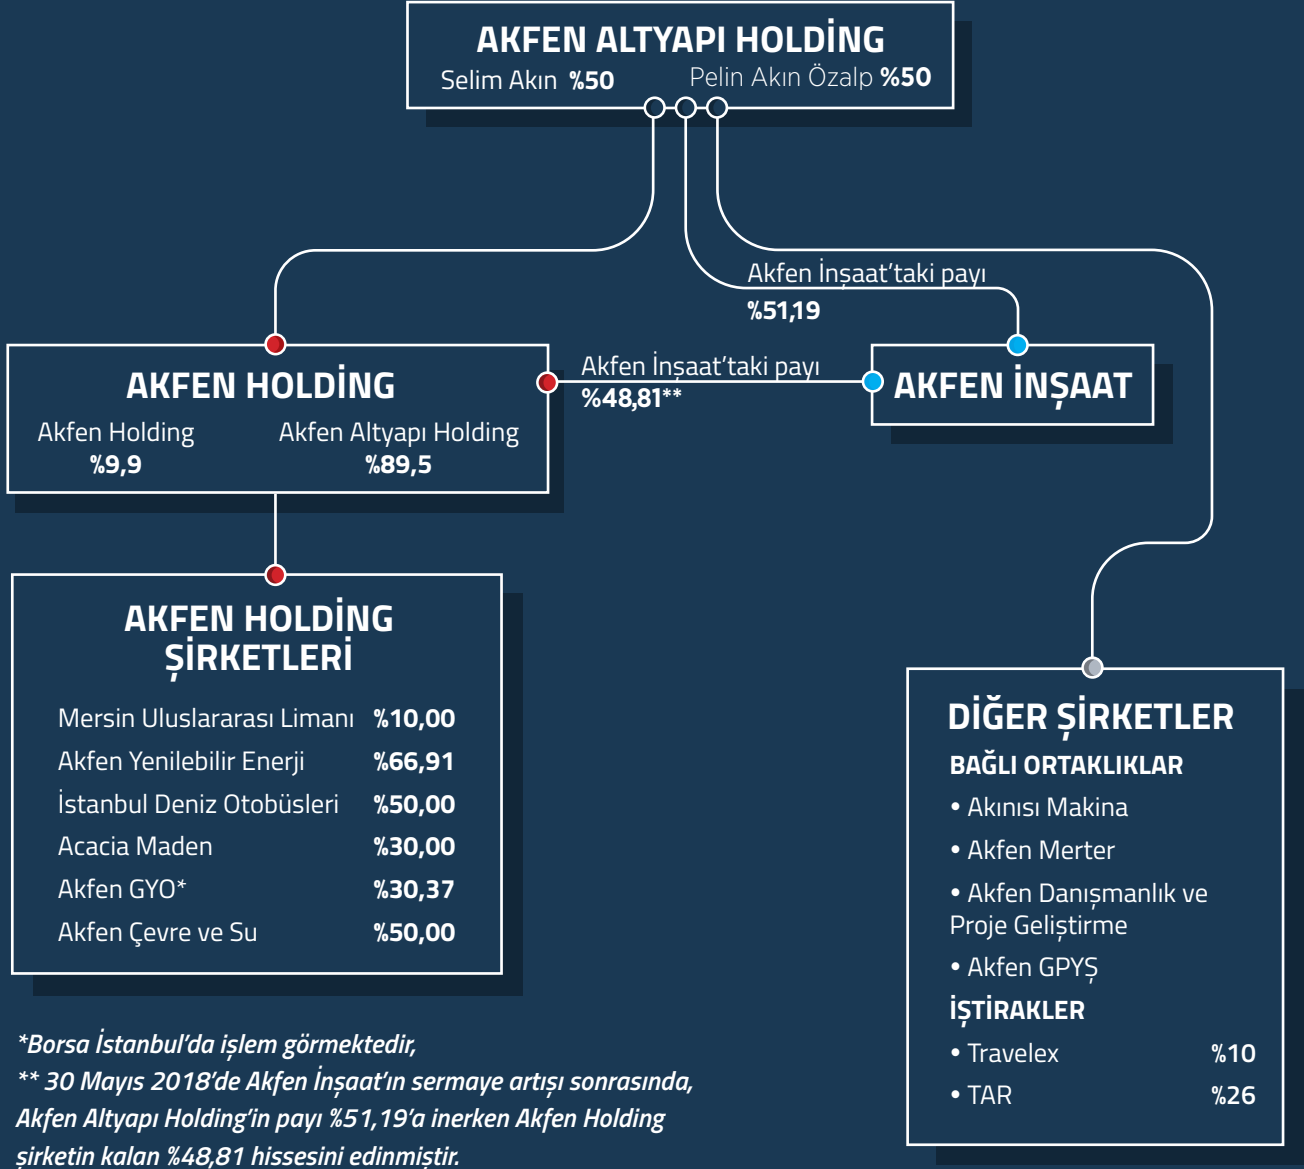 AKFEN ALTYAPI HOLDİNG
Selim Akın %50 Pelin Akın Özalp %50
Akfen İnşaat’taki payı
%51,19
Akfen İnşaat’taki payı
%48,81**
AKFEN HOLDİNG
Akfen Holding Akfen Altyapı Holding
%9,9 %89,5
AKFEN İNŞAAT
AKFEN HOLDİNG
ŞİRKETLERİ
Mersin Uluslararası Limanı %10,00
Akfen Yenilebilir Enerji %66,91
İstanbul Deniz Otobüsleri %50,00
Acacia Maden %30,00
Akfen GYO* %30,37
Akfen Çevre ve Su %50,00
DİĞER ŞİRKETLER
BAĞLI ORTAKLIKLAR
• Akınısı Makina
• Akfen Merter
• Akfen Danışmanlık ve
Proje Geliştirme
• Akfen GPYŞ
İŞTİRAKLER
• Travelex %10
• TAR %26
*Borsa İstanbul’da işlem görmektedir,
** 30 Mayıs 2018’de Akfen İnşaat’ın sermaye artışı sonrasında,
Akfen Altyapı Holding’in payı %51,19’a inerken Akfen Holding
şirketin kalan %48,81 hissesini edinmiştir.